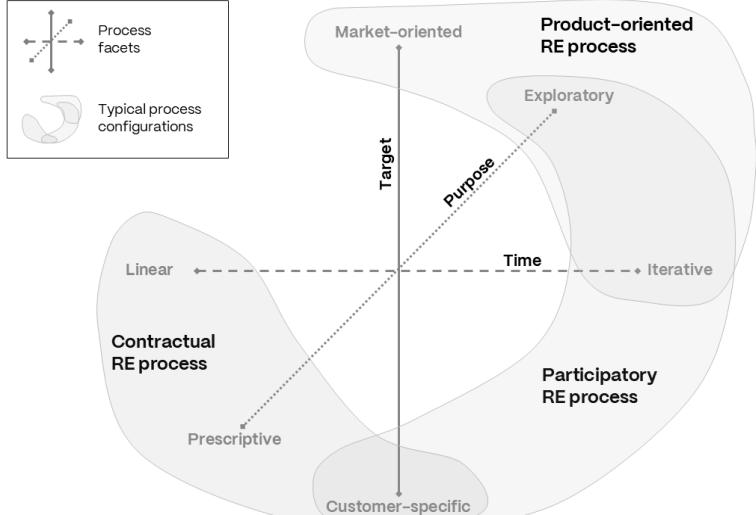 Process
facets
Typical process
configurations
Market-oriented
Product-oriented
RE process
Exploratory
Target
Purpose
Time
Linear
Iterative
Contractual
RE process
Participatory
RE process
Prescriptive
Customer-specific